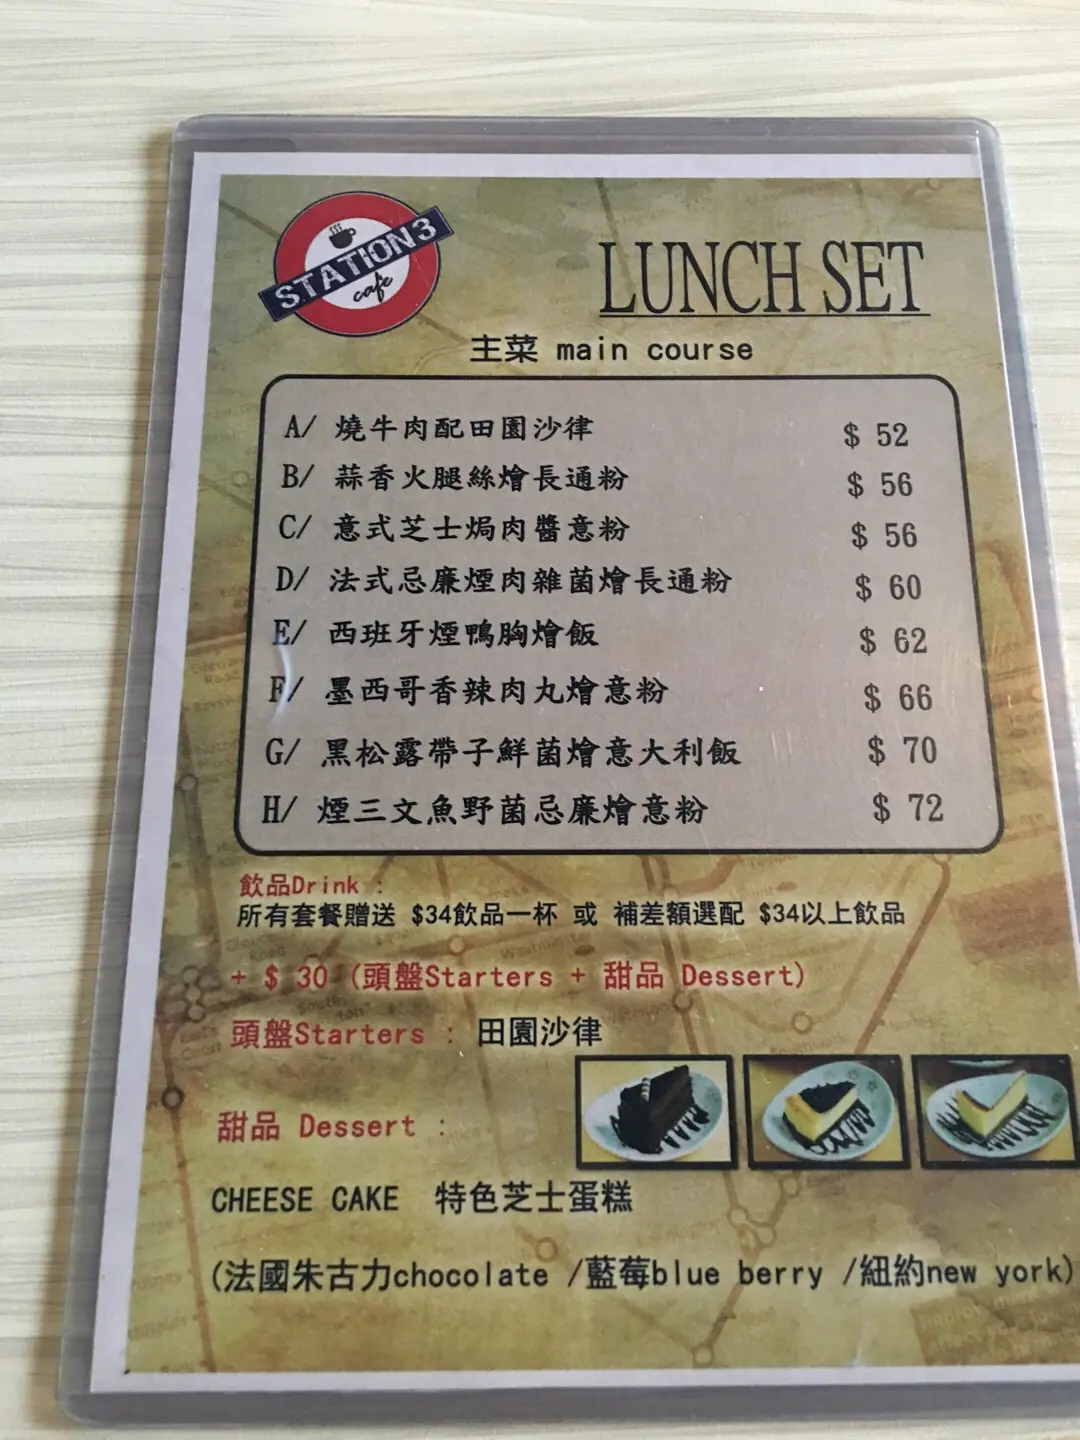 STATION3
cafe
LUNCH SET
主菜 main course
A/ 燒牛肉配田園沙律 $ 52
B/ 蒜香火腿絲燴長通粉 $ 56
C/ 意式芝士焗肉醬意粉 $ 56
D/ 法式忌廉煙肉雜菌燴長通粉 $ 60
E/ 西班牙煙鴨胸燴飯 $ 62
F/ 墨西哥香辣肉丸燴意粉 $ 66
G/ 黑松露帶子鮮菌燴意大利飯 $ 70
H/ 煙三文魚野菌忌廉燴意粉 $ 72
飲品Drink :
所有套餐贈送 $34飲品一杯 或 補差額選配 $34以上飲品
+ $ 30 (頭盤Starters + 甜品 Dessert)
頭盤Starters : 田園沙律
甜品 Dessert :
CHEESE CAKE 特色芝士蛋糕
(法國朱古力chocolate /藍莓blue berry /紐約new york)